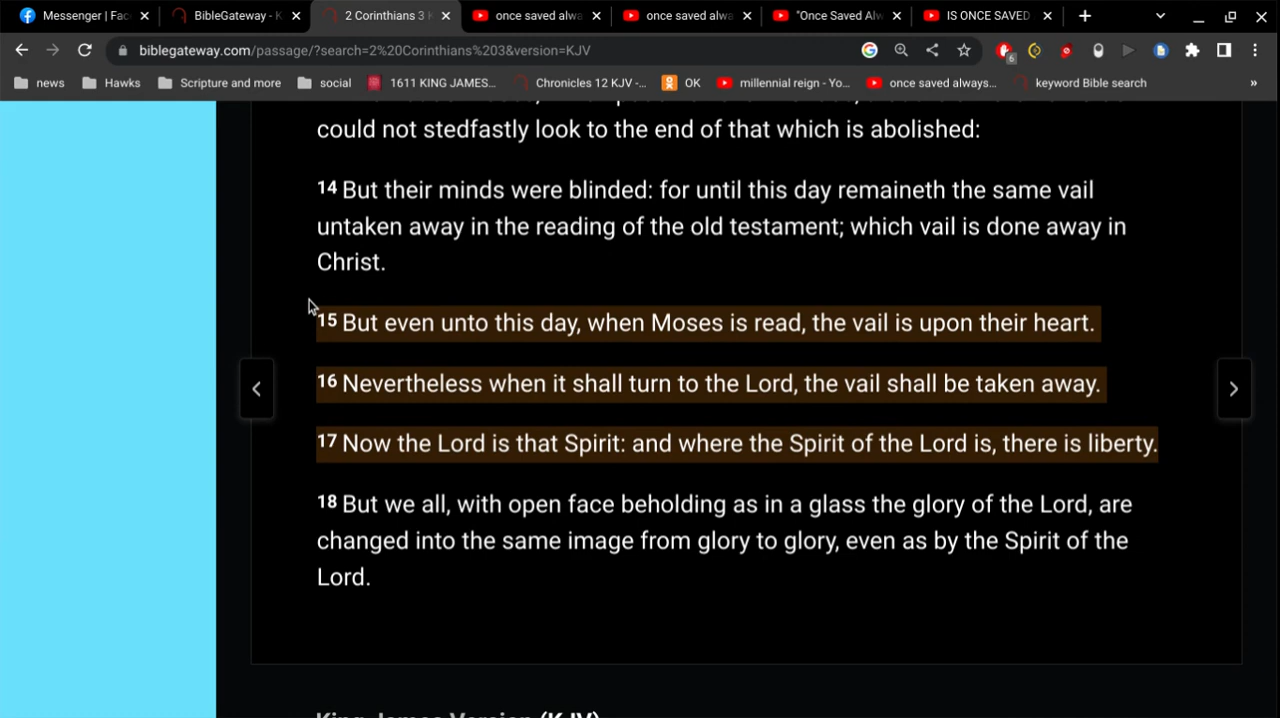 Messenger | Fac
BibleGateway - K
2 Corinthians 3 K
once saved alwa
once saved alwa
"Once Saved Alw
IS ONCE SAVED
biblegateway.com/passage/?search=2%20Corinthians%203&version=KJV
6
news
Hawks
Scripture and more
social
1611 KING JAMES...
Chronicles 12 KJV -...
OK
millennial reign - Yo...
once saved always...
keyword Bible search
»
could not stedfastly look to the end of that which is abolished:
14 But their minds were blinded: for until this day remaineth the same vail
untaken away in the reading of the old testament; which vail is done away in
Christ.
15 But even unto this day, when Moses is read, the vail is upon their heart.
16 Nevertheless when it shall turn to the Lord, the vail shall be taken away.
17 Now the Lord is that Spirit: and where the Spirit of the Lord is, there is liberty.
18 But we all, with open face beholding as in a glass the glory of the Lord, are
changed into the same image from glory to glory, even as by the Spirit of the
Lord.
King James Version (KJV)